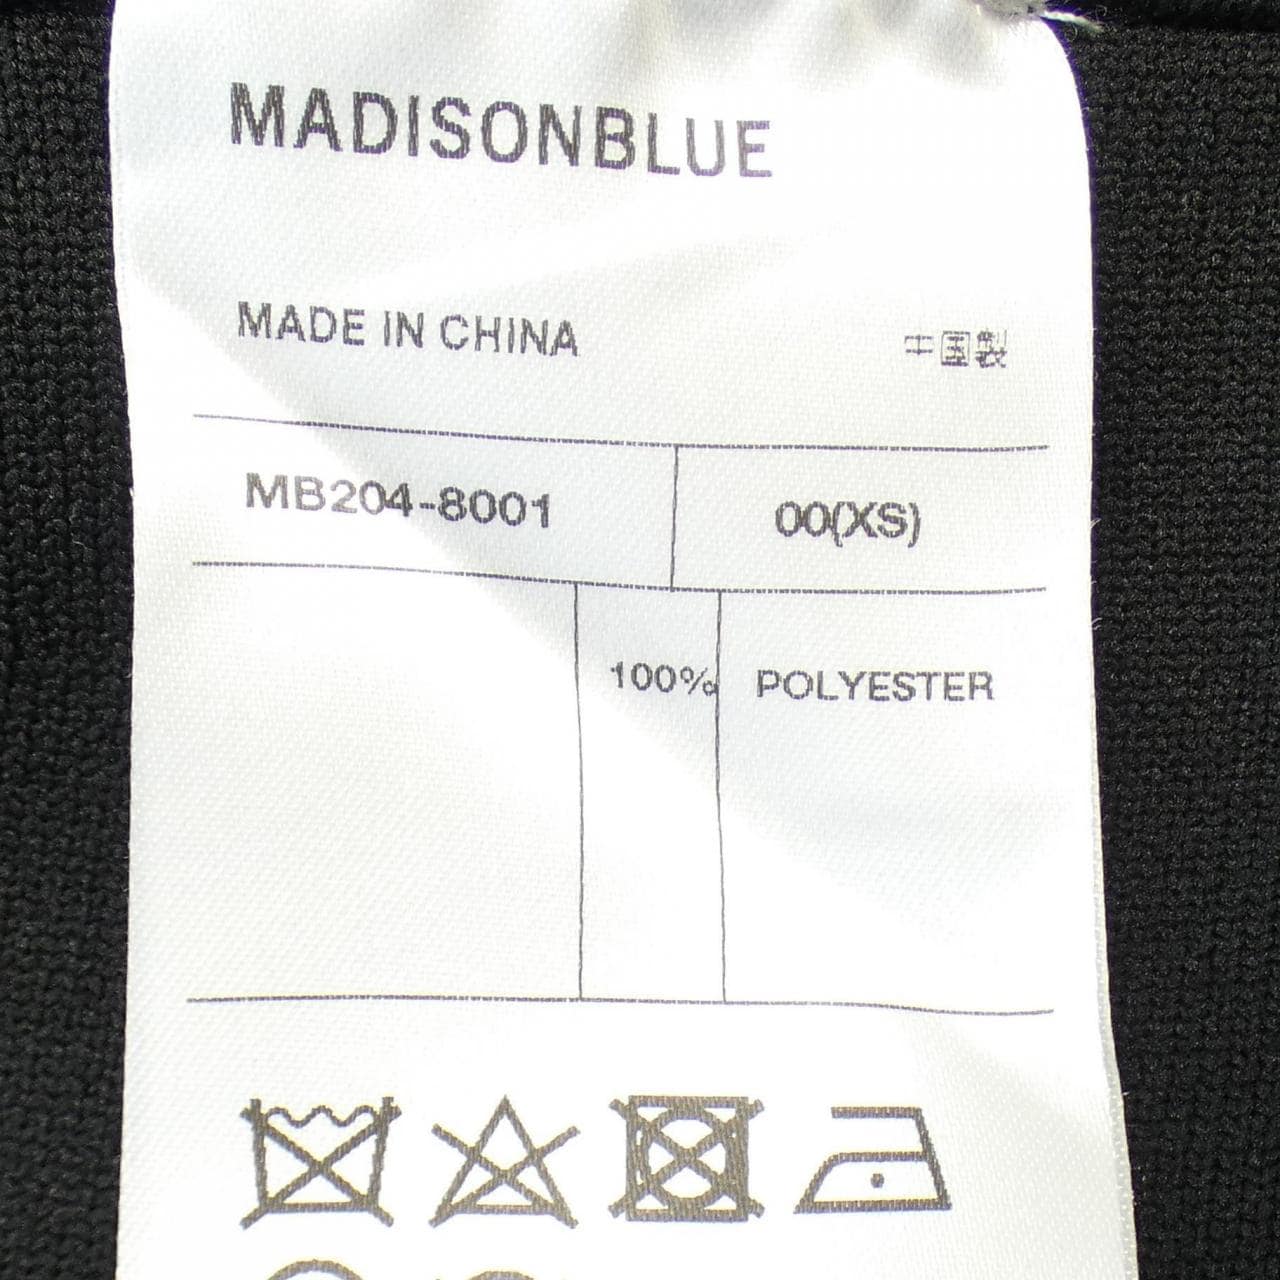 MADISONBLUE
MADE IN CHINA 中国製
MB204-8001 00(XS)
100% POLYESTER